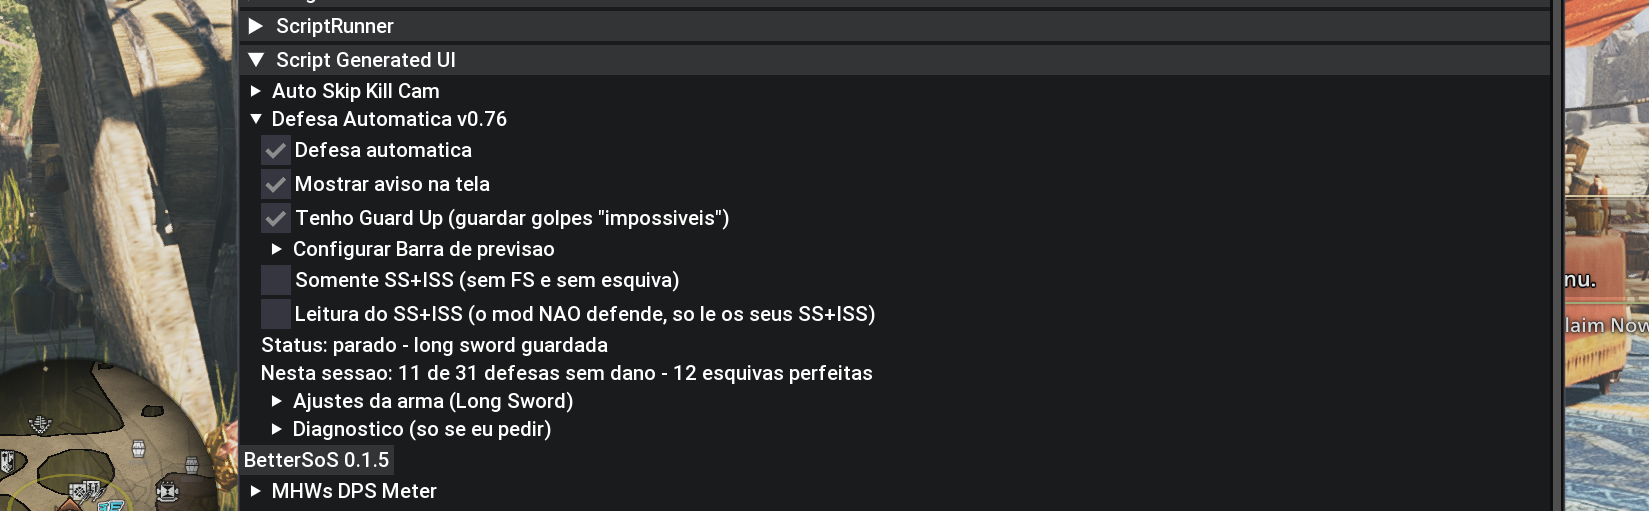 ScriptRunner
Script Generated UI
Auto Skip Kill Cam
Defesa Automatica v0.76
Defesa automatica
Mostrar aviso na tela
Tenho Guard Up (guardar golpes "impossiveis")
Configurar Barra de previsao
Somente SS+ISS (sem FS e sem esquiva)
nu.
Leitura do SS+ISS (o mod NAO defende, so le os seus SS+ISS)
laim Now
Status: parado - long sword guardada
Nesta sessao: 11 de 31 defesas sem dano - 12 esquivas perfeitas
Ajustes da arma (Long Sword)
Diagnostico (so se eu pedir)
BetterSoS 0.1.5
MHWs DPS Meter